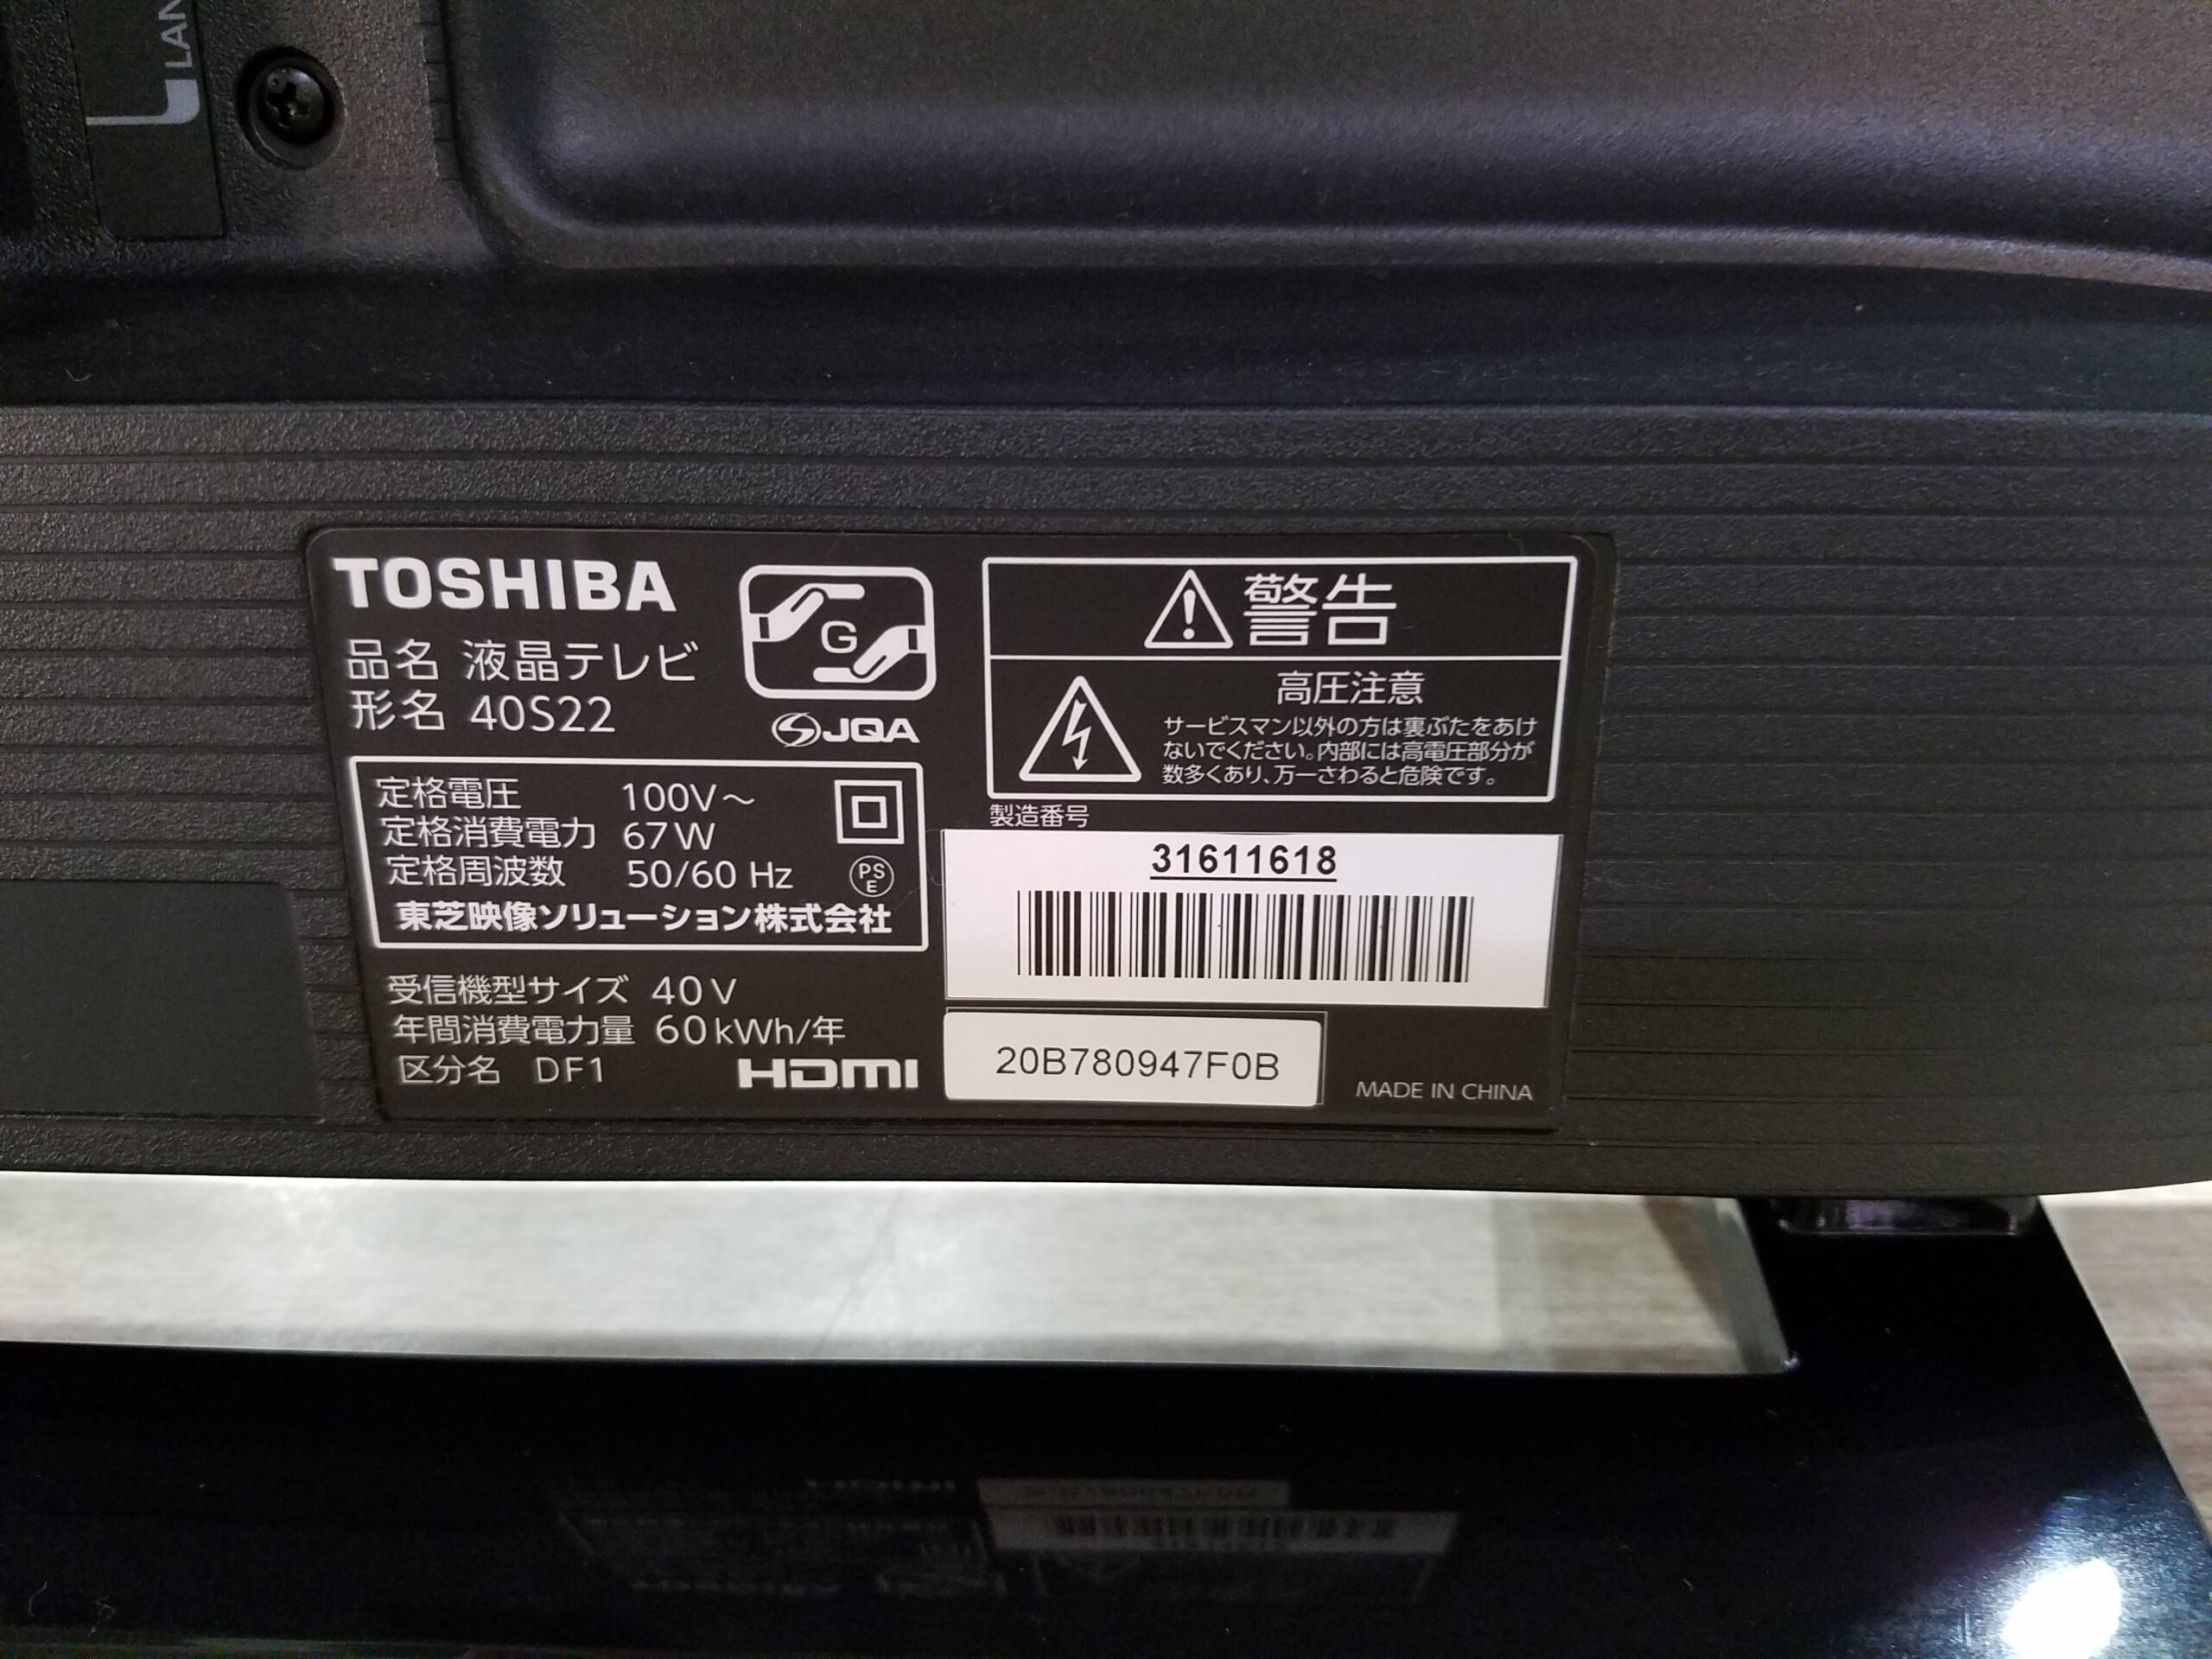 LAN
TOSHIBA
品名 液晶テレビ
形名 40S22
G
JQA
定格電圧 100V～
定格消費電力 67W
定格周波数 50/60 Hz
PS
E
東芝映像ソリューション株式会社
受信機型サイズ 40V
年間消費電力量 60kWh/年
区分名 DF1
HDMI
警告
高圧注意
サービスマン以外の方は裏ぶたをあけ
ないでください。内部には高電圧部分が
数多くあり、万一さわると危険です。
製造番号
31611618
20B780947F0B
MADE IN CHINA